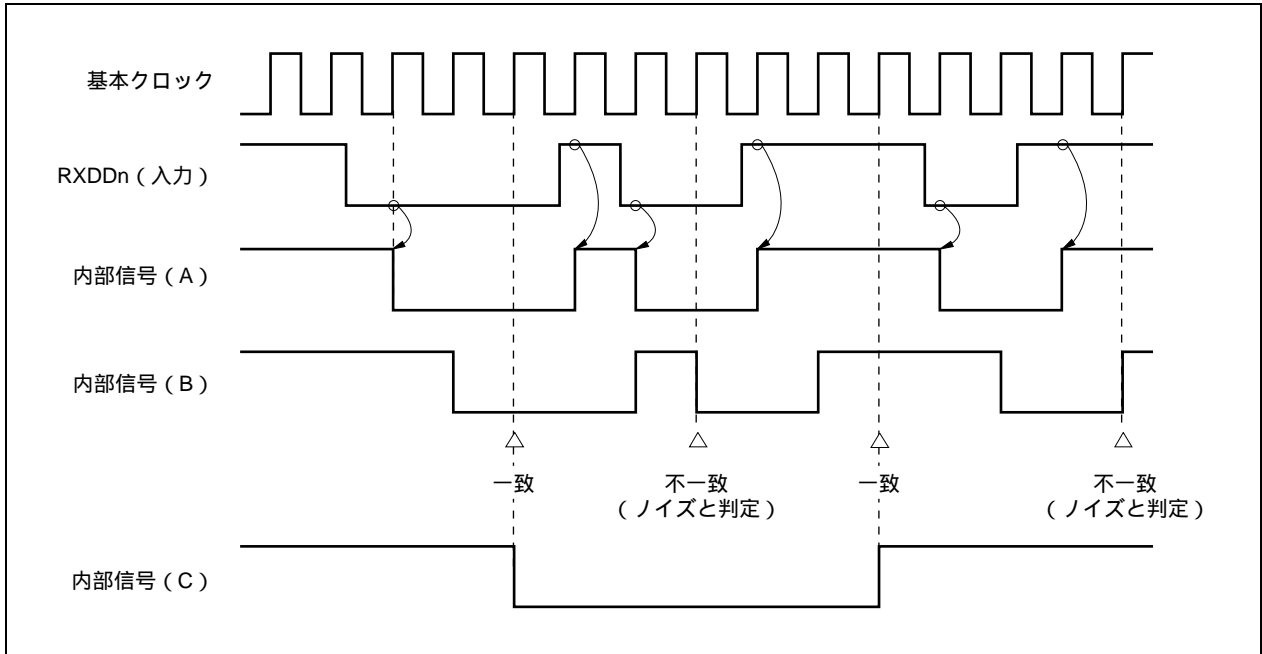 基本クロック
RXDDn（入力）
内部信号（A）
内部信号（B）
一致
不一致
（ノイズと判定）
一致
不一致
（ノイズと判定）
内部信号（C）